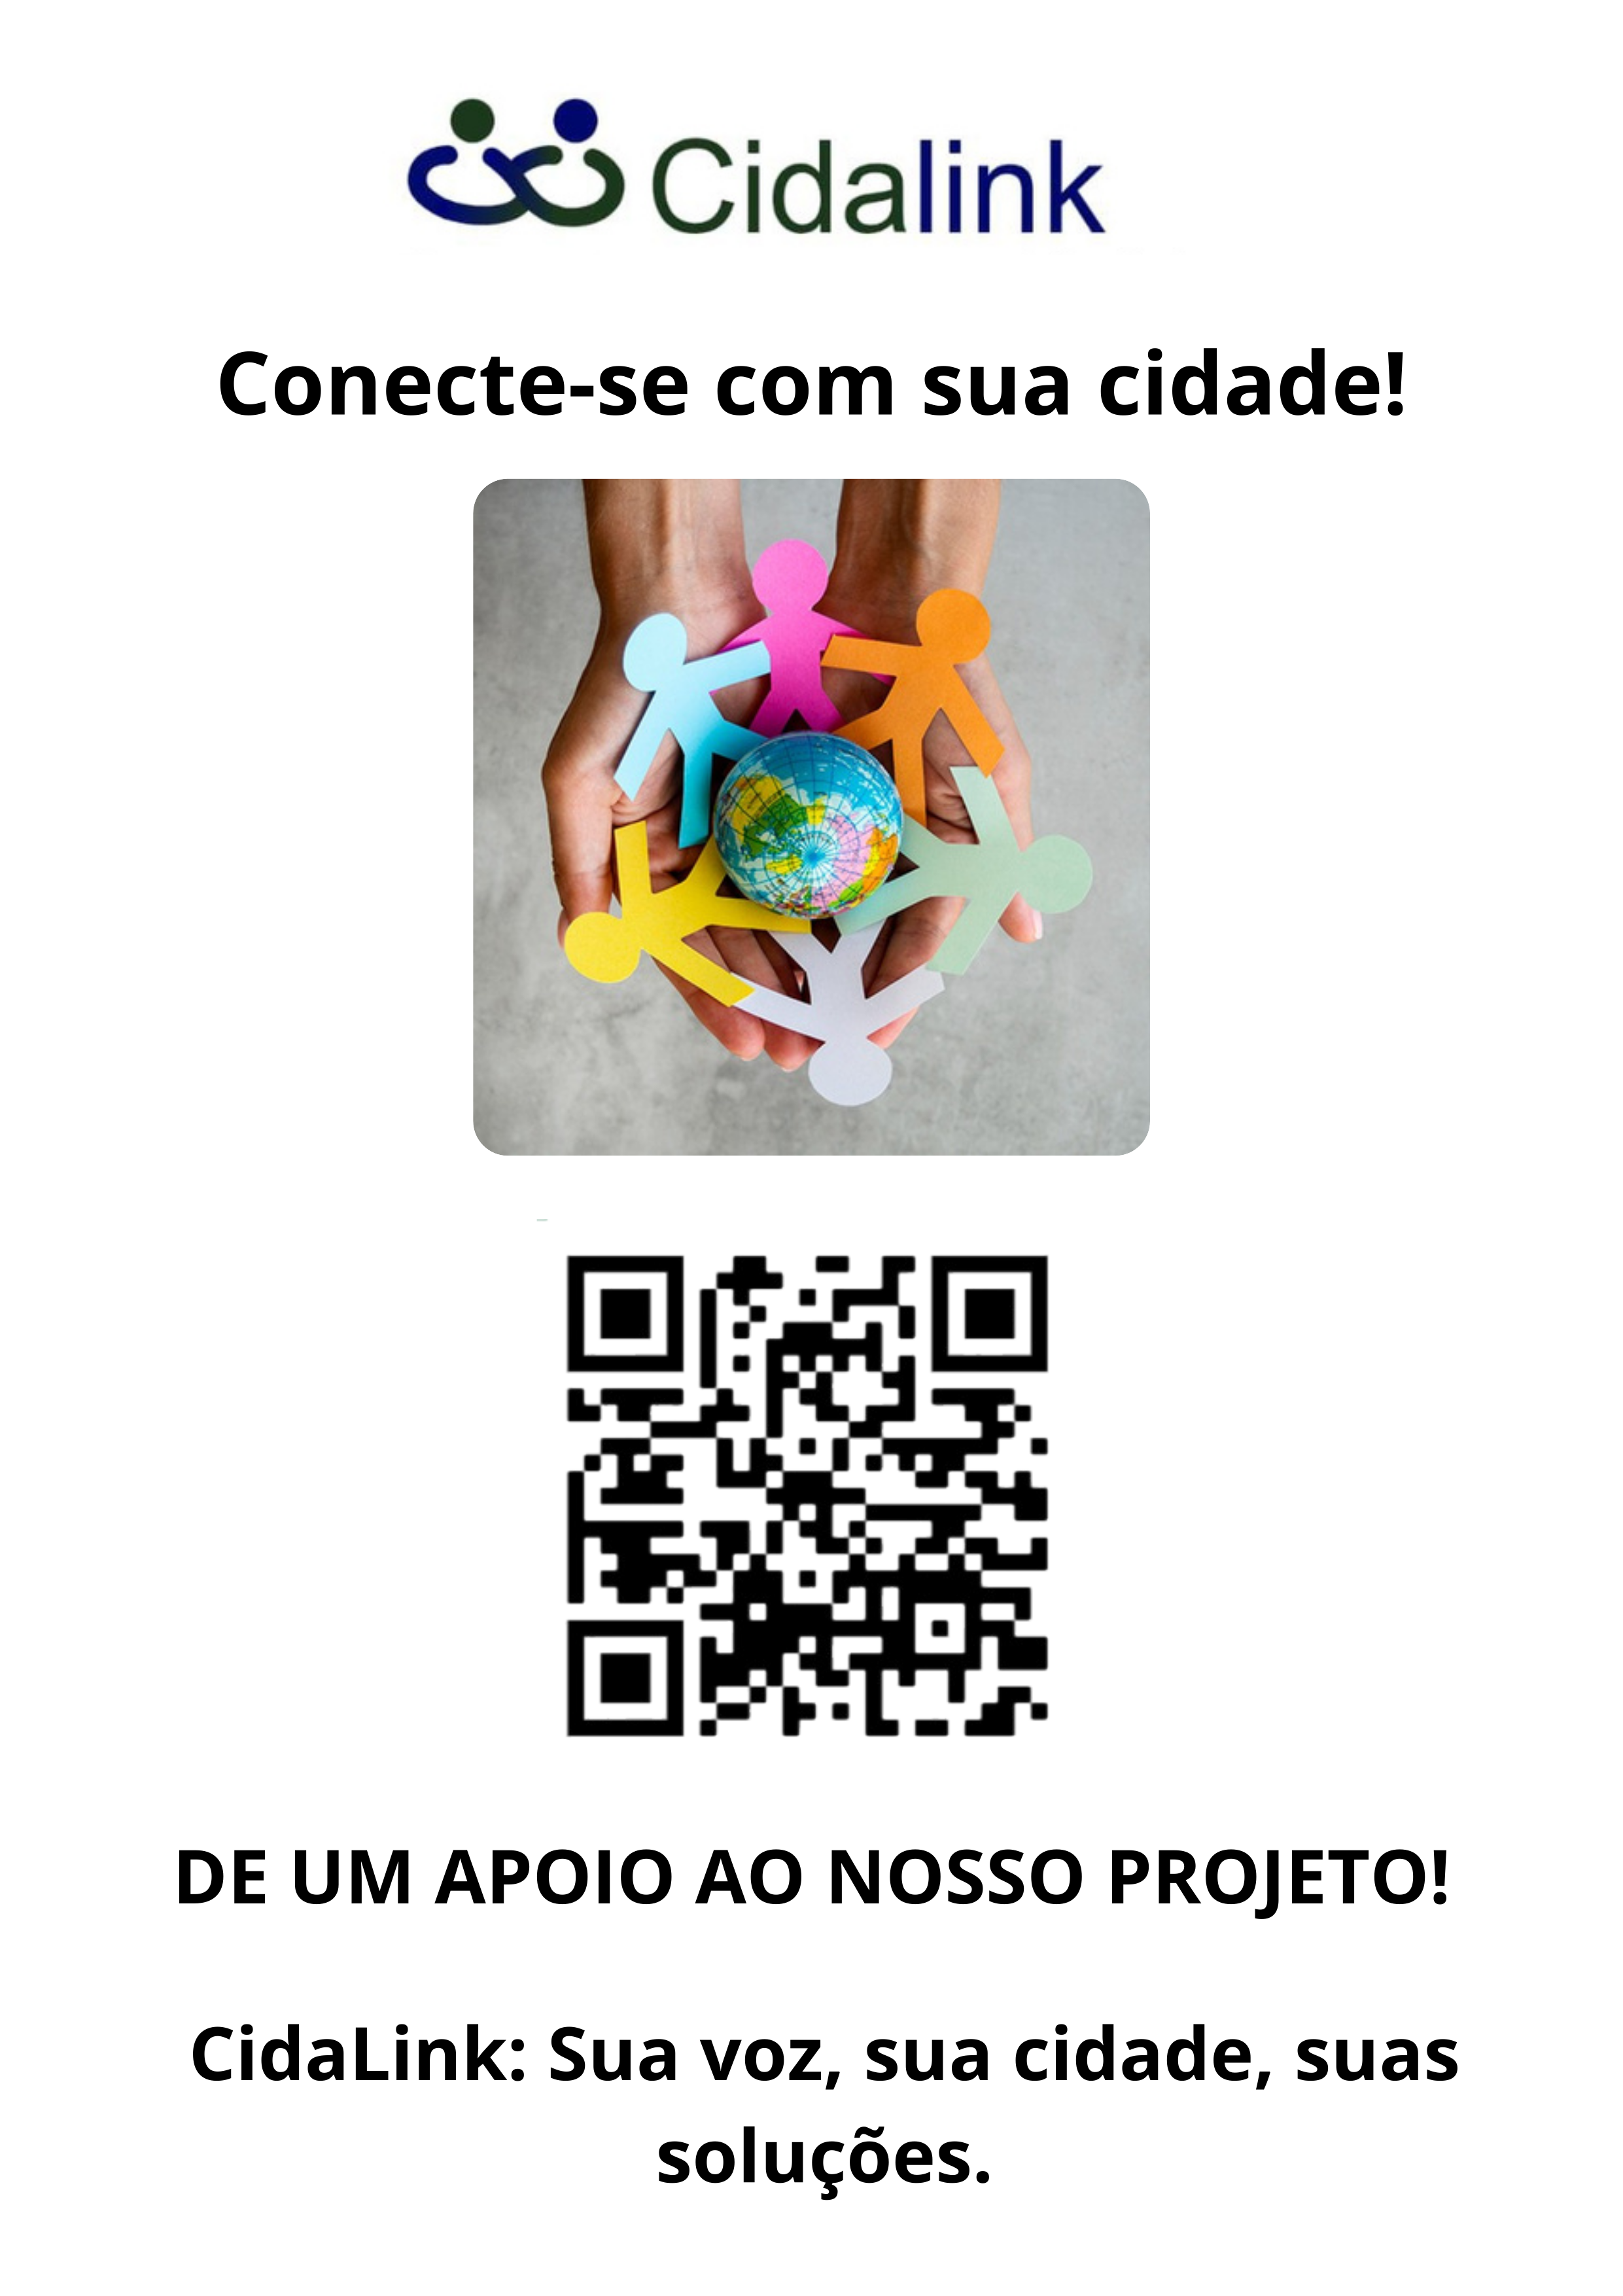 Cidalink
Conecte-se com sua cidade!
DE UM APOIO AO NOSSO PROJETO!
CidaLink: Sua voz, sua cidade, suas
soluções.